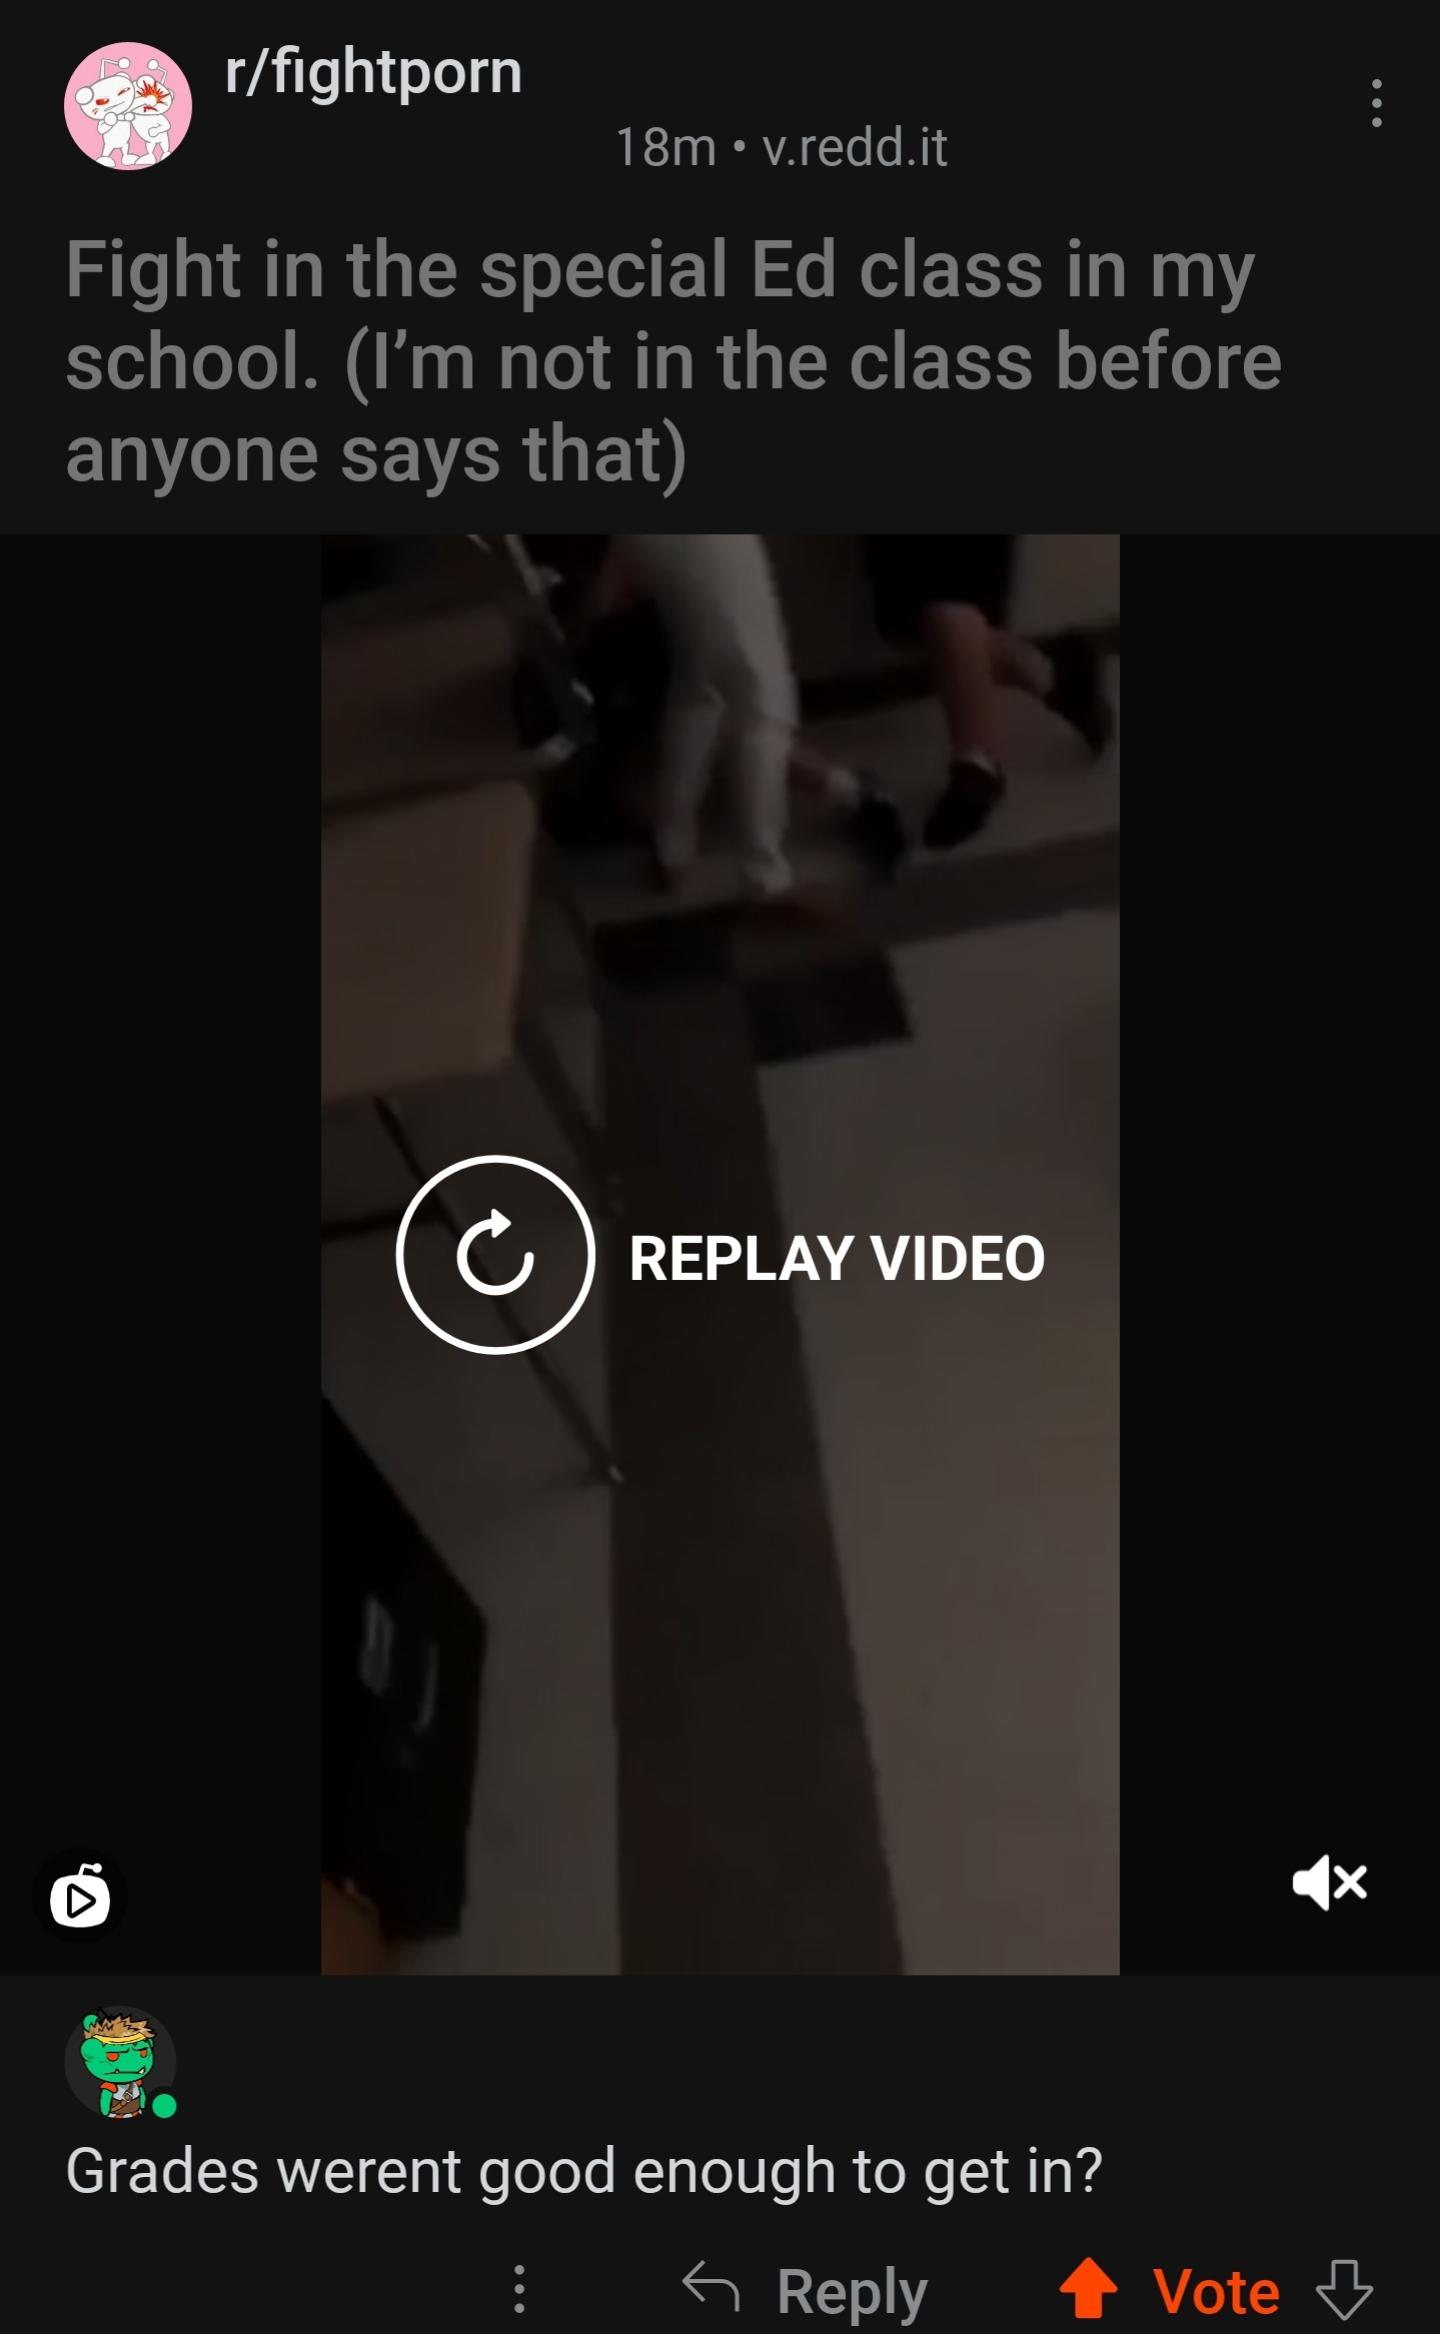 r/fightporn
18m • v.redd.it
Fight in the special Ed class in my
school. (I’m not in the class before
anyone says that)
REPLAY VIDEO
Grades werent good enough to get in?
Reply
Vote